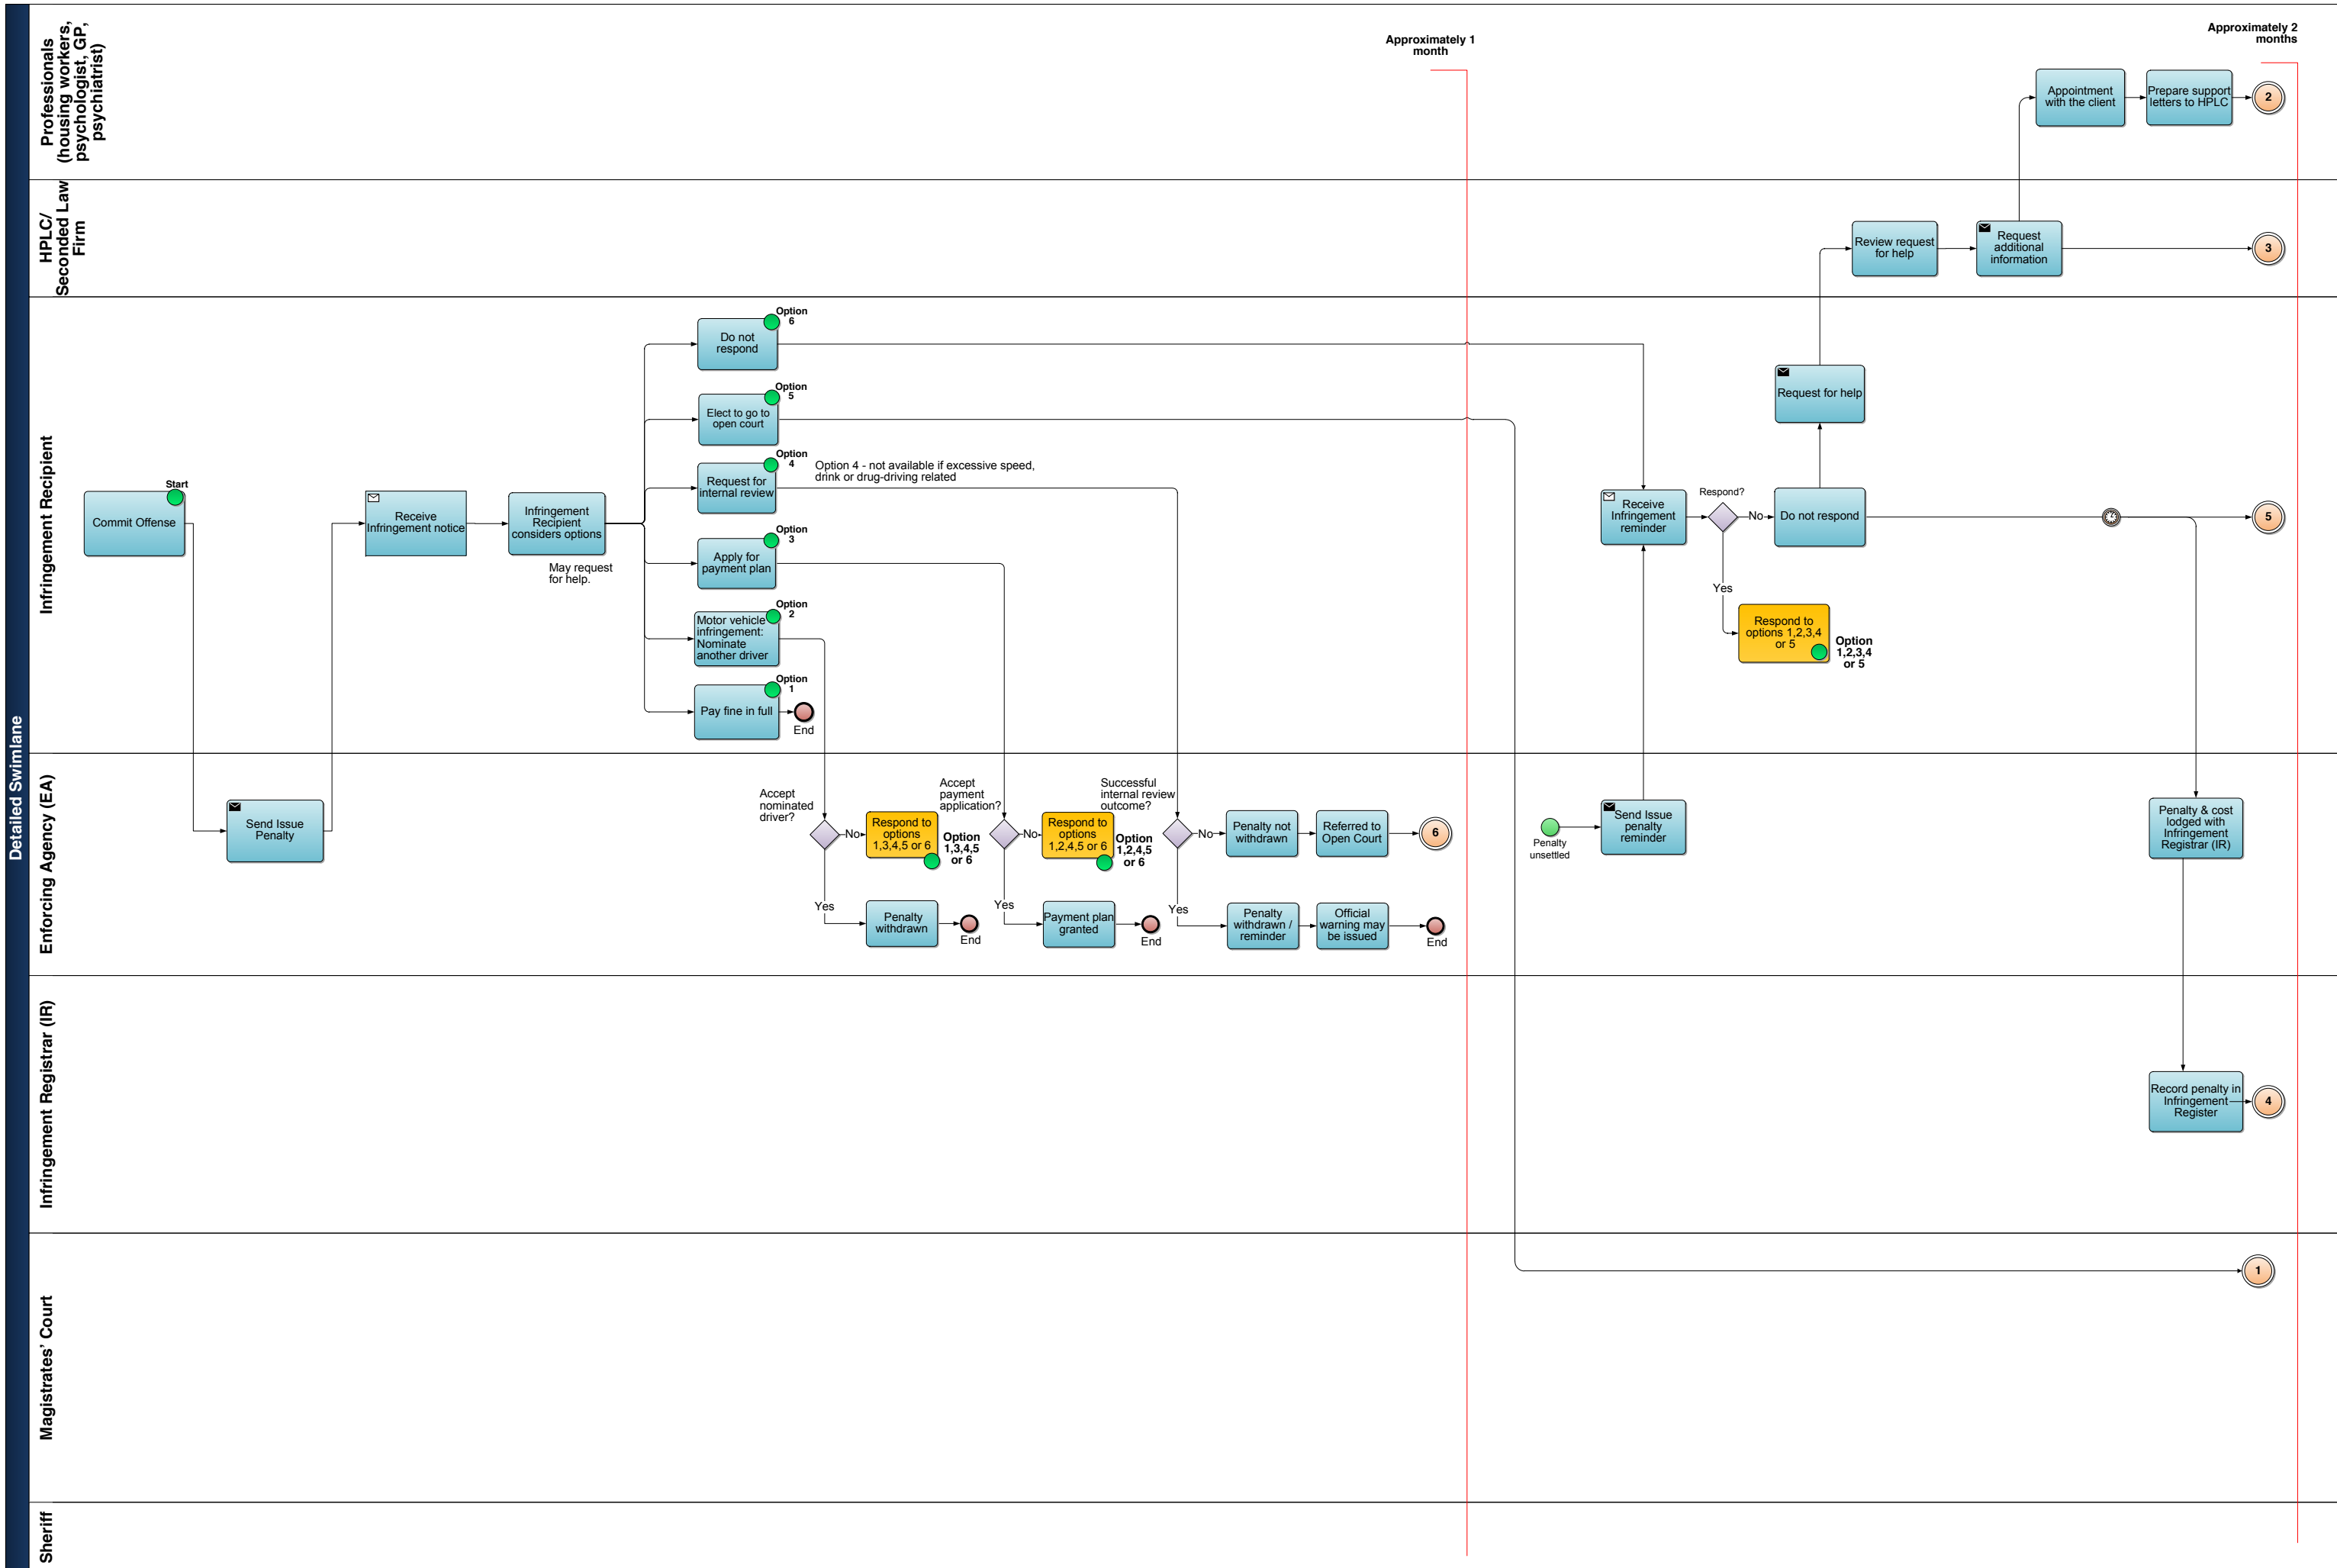 Detailed Swimlane
Professionals
(housing workers,
psychologist, GP,
psychiatrist)
Approximately 1
month
Approximately 2
months
Appointment
with the client
Prepare support
letters to HPLC
2
HPLC/
Seconded Law
Firm
Review request
for help
Request
additional
information
3
Infringement Recipient
Start
Commit Offense
Receive
Infringement notice
Infringement
Recipient
considers options
May request
for help.
Option
6
Do not
respond
Option
5
Elect to go to
open court
Option
4
Request for
internal review
Option 4 - not available if excessive speed,
drink or drug-driving related
Option
3
Apply for
payment plan
Option
2
Motor vehicle
infringement:
Nominate
another driver
Option
1
Pay fine in full
End
Request for help
Receive
Infringement
reminder
Respond?
No
Do not respond
5
Yes
Respond to
options 1,2,3,4
or 5
Option
1,2,3,4
or 5
Enforcing Agency (EA)
Send Issue
Penalty
Accept
nominated
driver?
No
Respond to
options
1,3,4,5 or 6
Option
1,3,4,5
or 6
Yes
Penalty
withdrawn
End
Accept
payment
application?
No
Respond to
options
1,2,4,5 or 6
Option
1,2,4,5
or 6
Yes
Payment plan
granted
End
Successful
internal review
outcome?
No
Penalty not
withdrawn
Referred to
Open Court
6
Yes
Penalty
withdrawn /
reminder
Official
warning may
be issued
End
Penalty
unsettled
Send Issue
penalty
reminder
Penalty & cost
lodged with
Infringement
Registrar (IR)
Infringement Registrar (IR)
Record penalty in
Infringement
Register
4
Magistrates' Court
1
Sheriff